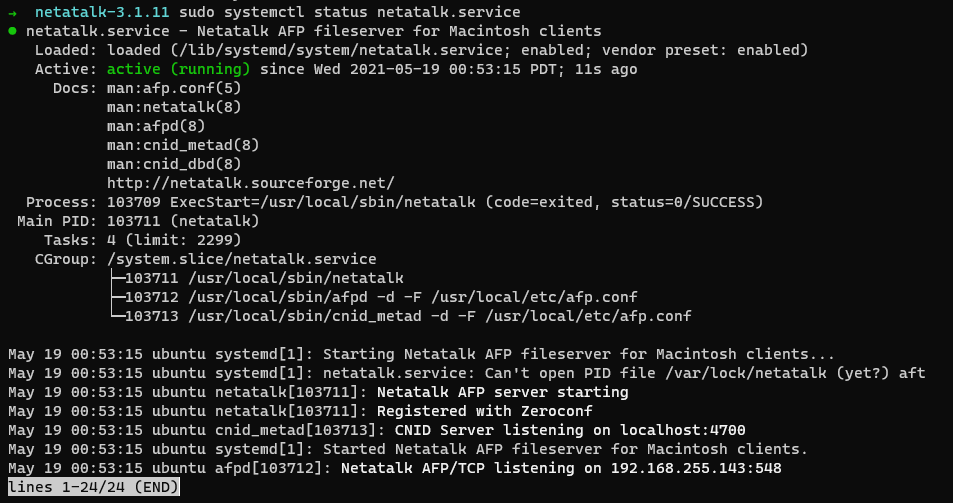 →  netatalk-3.1.11 sudo systemctl status netatalk.service
● netatalk.service - Netatalk AFP fileserver for Macintosh clients
   Loaded: loaded (/lib/systemd/system/netatalk.service; enabled; vendor preset: enabled)
   Active: active (running) since Wed 2021-05-19 00:53:15 PDT; 11s ago
     Docs: man:afp.conf(5)
           man:netatalk(8)
           man:afpd(8)
           man:cnid_metad(8)
           man:cnid_dbd(8)
           http://netatalk.sourceforge.net/
  Process: 103709 ExecStart=/usr/local/sbin/netatalk (code=exited, status=0/SUCCESS)
 Main PID: 103711 (netatalk)
    Tasks: 4 (limit: 2299)
   CGroup: /system.slice/netatalk.service
           ├─103711 /usr/local/sbin/netatalk
           ├─103712 /usr/local/sbin/afpd -d -F /usr/local/etc/afp.conf
           └─103713 /usr/local/sbin/cnid_metad -d -F /usr/local/etc/afp.conf

May 19 00:53:15 ubuntu systemd[1]: Starting Netatalk AFP fileserver for Macintosh clients...
May 19 00:53:15 ubuntu systemd[1]: netatalk.service: Can't open PID file /var/lock/netatalk (yet?) aft
May 19 00:53:15 ubuntu netatalk[103711]: Netatalk AFP server starting
May 19 00:53:15 ubuntu netatalk[103711]: Registered with Zeroconf
May 19 00:53:15 ubuntu cnid_metad[103713]: CNID Server listening on localhost:4700
May 19 00:53:15 ubuntu systemd[1]: Started Netatalk AFP fileserver for Macintosh clients.
May 19 00:53:15 ubuntu afpd[103712]: Netatalk AFP/TCP listening on 192.168.255.143:548
lines 1-24/24 (END)